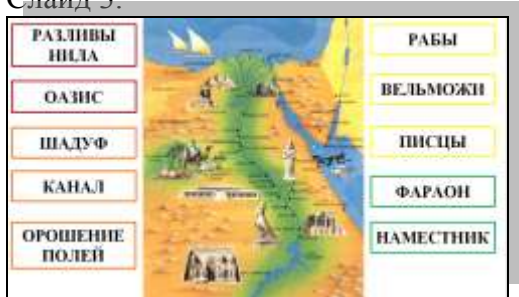 Слайд 3.
РАЗЛИВЫ
НИЛА
ОАЗИС
ШАДУФ
КАНАЛ
ОРОШЕНИЕ
ПОЛЕЙ
РАБЫ
ВЕЛЬМОЖИ
ПИСЦЫ
ФАРАОН
НАМЕСТНИК